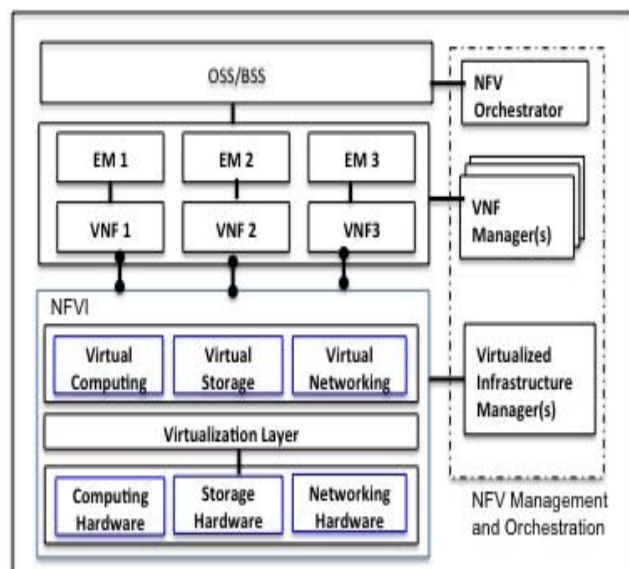 OSS/BSS
NFV
Orchestrator
EM 1
EM 2
EM 3
VNF 1
VNF 2
VNF3
VNF
Manager(s)
NFVI
Virtual
Computing
Virtual
Storage
Virtual
Networking
Virtualized
Infrastructure
Manager(s)
Virtualization Layer
Computing
Hardware
Storage
Hardware
Networking
Hardware
NFV Management
and Orchestration